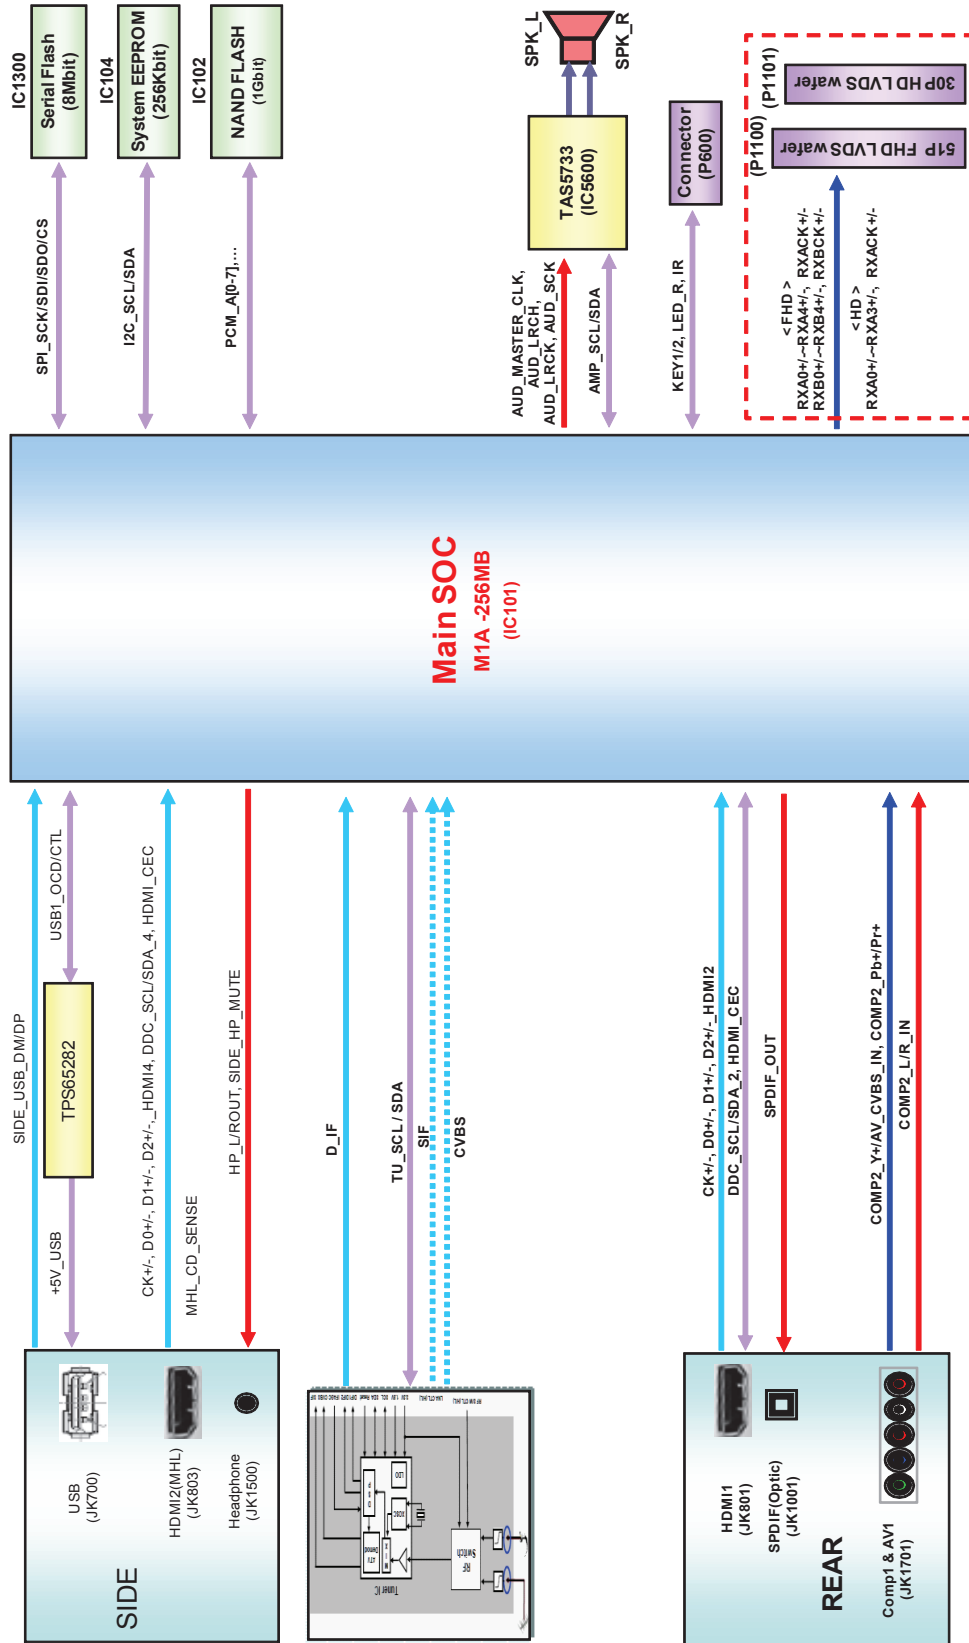 IC1300
Serial Flash
(8Mbit)
IC104
System EEPROM
(256Kbit)
IC102
NAND FLASH
(1Gbit)
SPK_L
SPK_R
TAS5733
(IC5600)
Connector
(P600)
(P1101)
30P HD LVDS wafer
(P1100)
51P FHD LVDS wafer
SPI_SCK/SDI/SDO/CS
I2C_SCL/SDA
PCM_A[0-7],...
AUD_MASTER_CLK,
AUD_LRCH,
AUD_LRCK, AUD_SCK
AMP_SCL/SDA
KEY1/2, LED_R, IR
<FHD >
RXA0+/-~RXA4+/-, RXACK+/-
RXB0+/-~RXB4+/-, RXBCK+/-
<HD >
RXA0+/-~RXA3+/-, RXACK+/-
Main SOC
M1A -256MB
(IC101)
SIDE_USB_DM/DP
USB1_OCD/CTL
TPS65282
+5V_USB
CK+/-, D0+/-, D1+/-, D2+/-_HDMI4, DDC_SCL/SDA_4, HDMI_CEC
MHL_CD_SENSE
HP_L/ROUT, SIDE_HP_MUTE
D_IF
TU_SCL / SDA
SIF
CVBS
CK+/-, D0+/-, D1+/-, D2+/-_HDMI2
DDC_SCL/SDA_2, HDMI_CEC
SPDIF_OUT
COMP2_Y+/AV_CVBS_IN, COMP2_Pb+/Pr+
COMP2_L/R_IN
USB
(JK700)
HDMI2(MHL)
(JK803)
Headphone
(JK1500)
SIDE
LDO
XOSC
ATV
Demod
Tuner IC
RF
Switch
HDMI1
(JK801)
SPDIF(Optic)
(JK1001)
Comp1 & AV1
(JK1701)
REAR